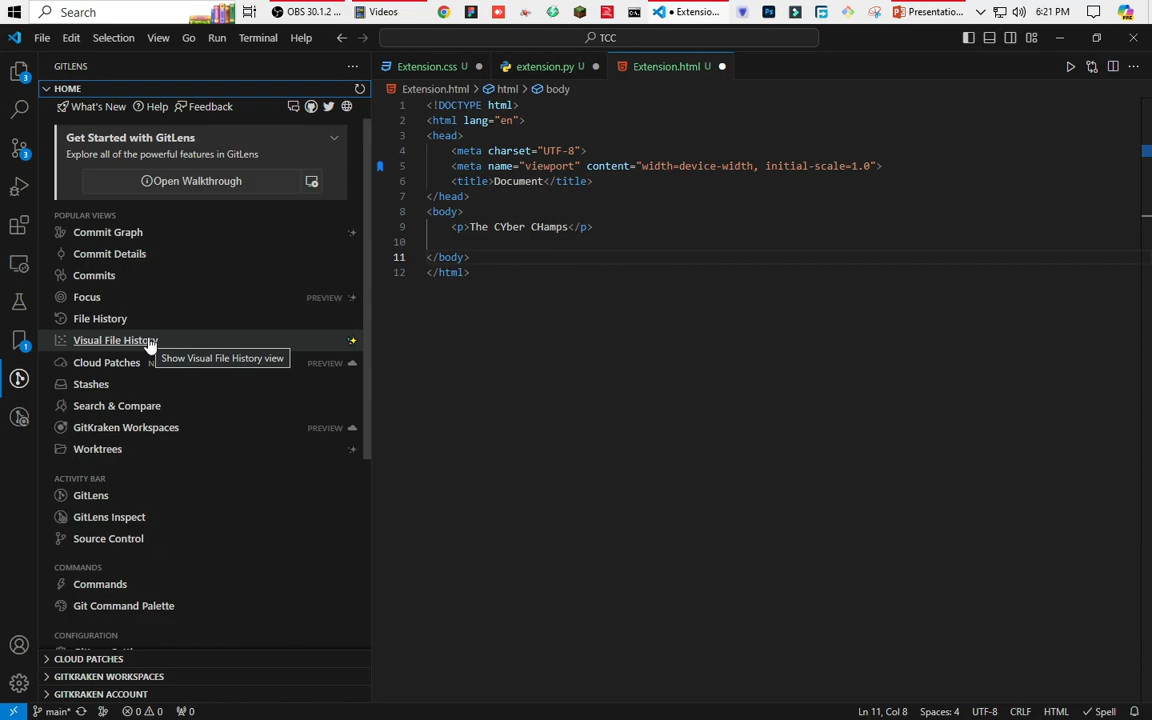 Search
OBS 30.1.2 ...
Videos
Extensio...
Presentatio...
6:21 PM
File Edit Selection View Go Run Terminal Help
TCC
GITLENS
Extension.css U
extension.py U
Extension.html U
HOME
Extension.html > html > body
What's New Help Feedback
Get Started with GitLens
Explore all of the powerful features in GitLens
Open Walkthrough
POPULAR VIEWS
Commit Graph
Commit Details
Commits
Focus PREVIEW
File History
Visual File History
Show Visual File History view
Cloud Patches PREVIEW
Stashes
Search & Compare
GitKraken Workspaces PREVIEW
Worktrees
ACTIVITY BAR
GitLens
GitLens Inspect
Source Control
COMMANDS
Commands
Git Command Palette
CONFIGURATION
CLOUD PATCHES
GITKRAKEN WORKSPACES
GITKRAKEN ACCOUNT
1 <!DOCTYPE html>
2 <html lang="en">
3 <head>
4 <meta charset="UTF-8">
5 <meta name="viewport" content="width=device-width, initial-scale=1.0">
6 <title>Document</title>
7 </head>
8 <body>
9 <p>The CYber CHamps</p>
10
11 </body>
12 </html>
3
3
1
main* 0 0 0 Ln 11, Col 8 Spaces: 4 UTF-8 CRLF HTML Spell